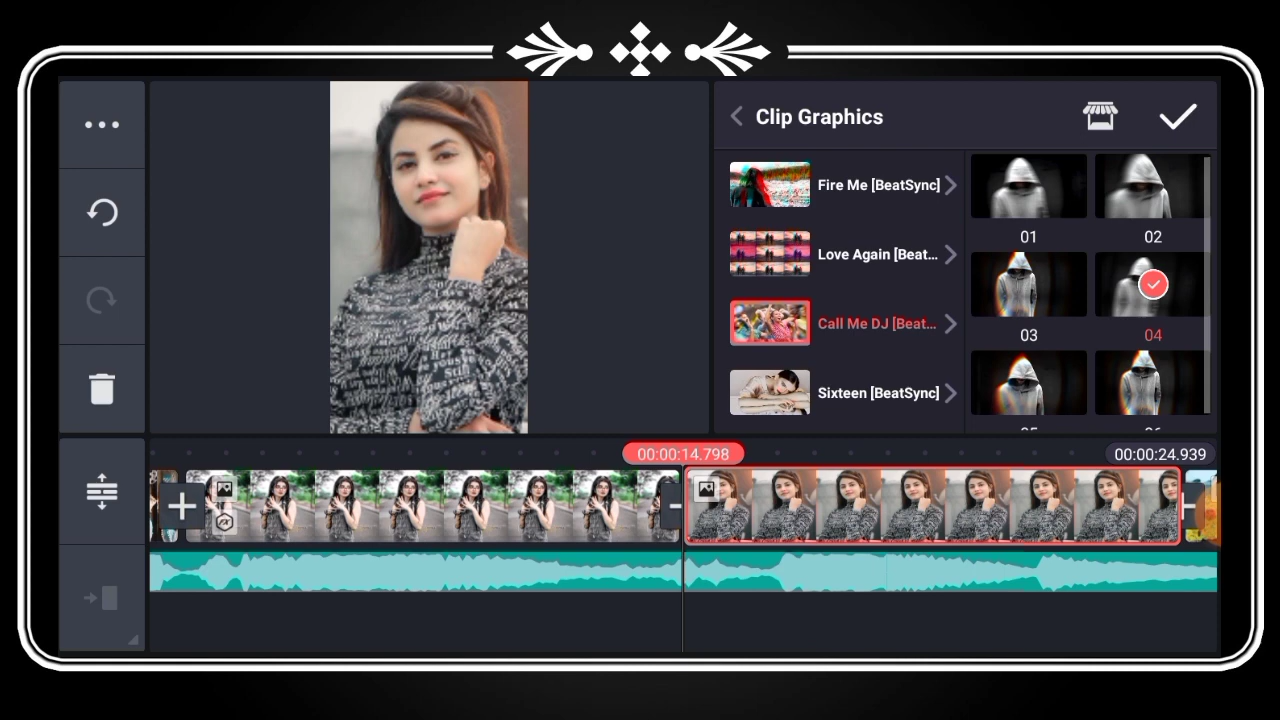 Clip Graphics
Fire Me [BeatSync]
Love Again [Beat...
Call Me DJ [Beat...
Sixteen [BeatSync]
01
02
03
04
00:00:14.798
00:00:24.939